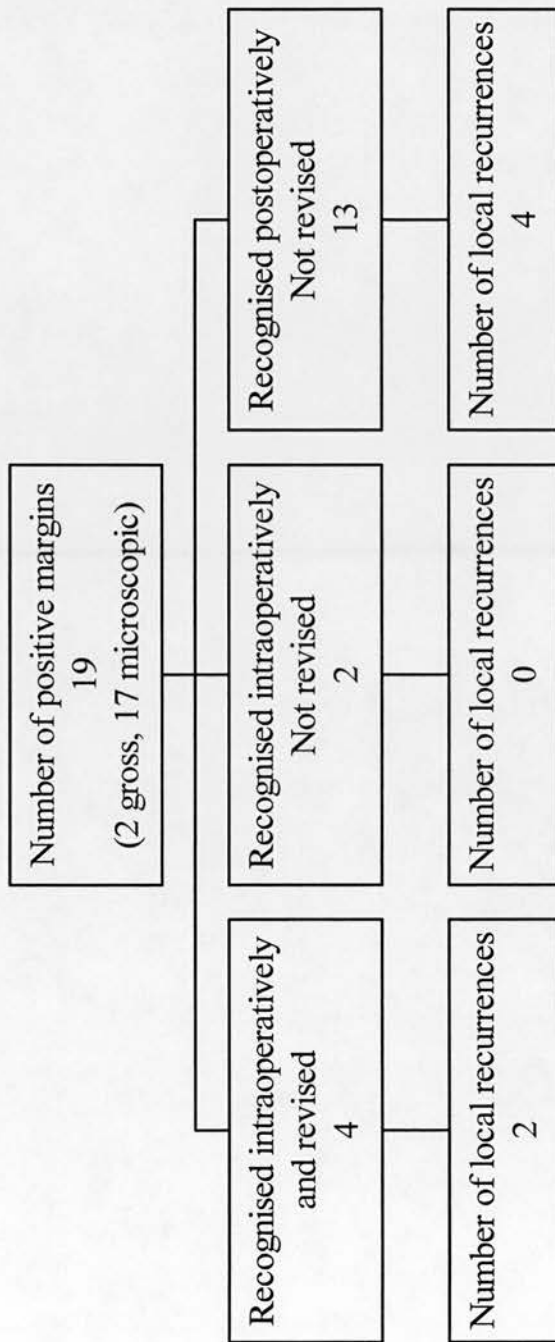 Number of positive margins
19
(2 gross, 17 microscopic)
Recognised intraoperatively
and revised
4
Recognised intraoperatively
Not revised
2
Recognised postoperatively
Not revised
13
Number of local recurrences
2
Number of local recurrences
0
Number of local recurrences
4